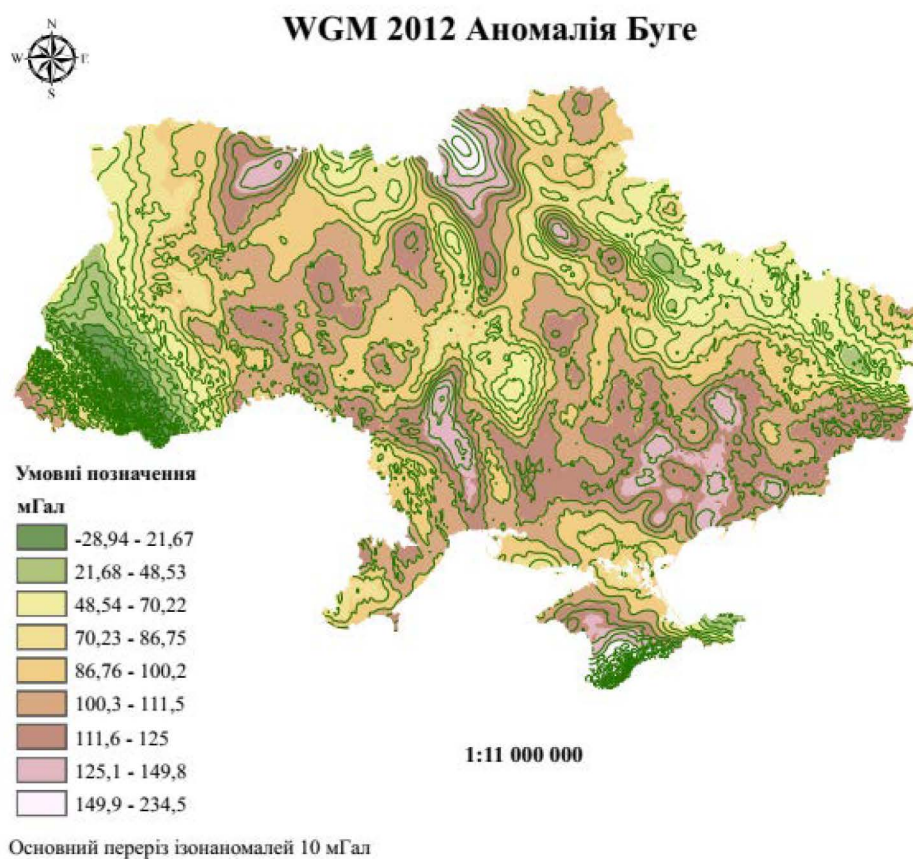 WGM 2012 Аномалія Буге
N
W
E
S
Умовні позначення
мГал
-28,94 - 21,67
21,68 - 48,53
48,54 - 70,22
70,23 - 86,75
86,76 - 100,2
100,3 - 111,5
111,6 - 125
125,1 - 149,8
149,9 - 234,5
1:11 000 000
Основний переріз ізонаномалей 10 мГал